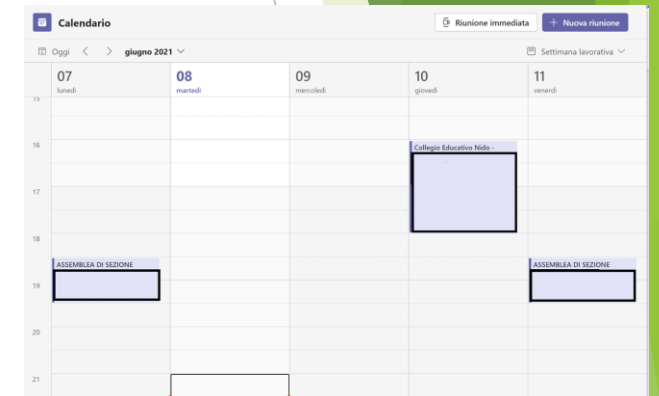 Calendario
Riunione immediata
+ Nuova riunione
Oggi
giugno 2021
Settimana lavorativa
07
lunedì
08
martedì
09
mercoledì
10
giovedì
11
venerdì
15
16
Collegio Educativo Nido -
17
18
ASSEMBLEA DI SEZIONE
ASSEMBLEA DI SEZIONE
19
20
21